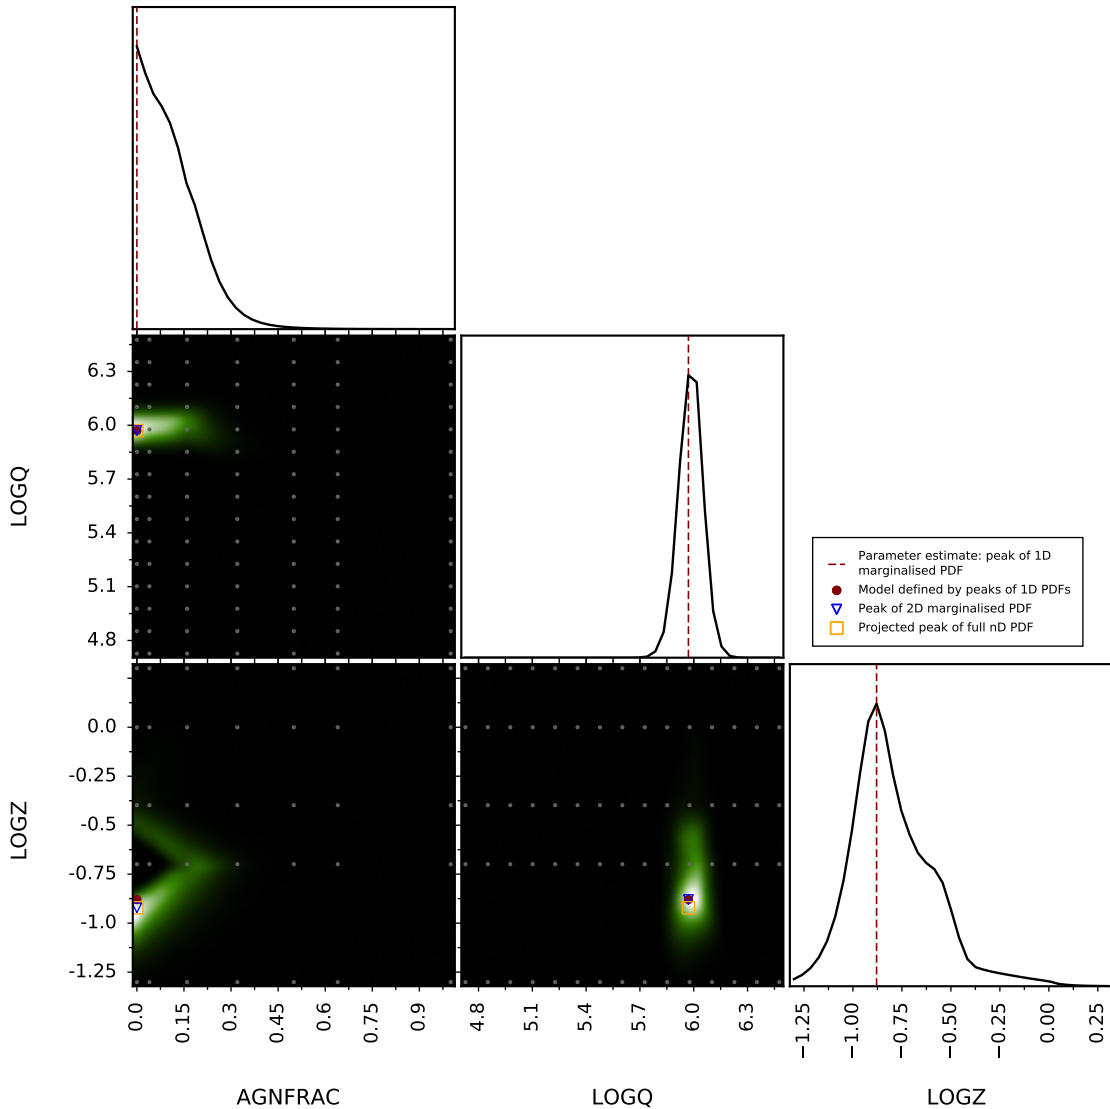 6.3
6.0
5.7
5.4
5.1
4.8
LOGQ
Parameter estimate: peak of 1D
marginalised PDF
Model defined by peaks of 1D PDFs
Peak of 2D marginalised PDF
Projected peak of full nD PDF
0.0
-0.25
-0.5
-0.75
-1.0
-1.25
LOGZ
0.0 0.15 0.3 0.45 0.6 0.75 0.9
4.8 5.1 5.4 5.7 6.0 6.3
−1.25 −1.00 −0.75 −0.50 −0.25 0.00 0.25
AGNFRAC LOGQ LOGZ